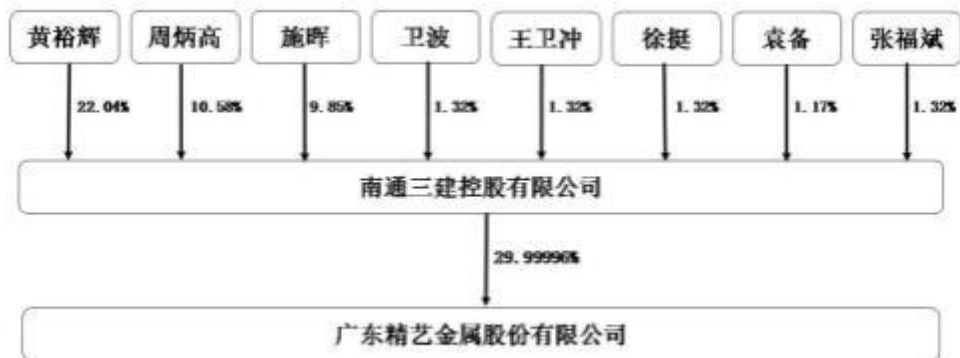 黄裕辉 周炳高 施晖 卫波 王卫冲 徐挺 袁备 张福斌
22.04% 10.58% 9.85% 1.32% 1.32% 1.32% 1.17% 1.32%
南通三建控股有限公司
29.99996%
广东精艺金属股份有限公司